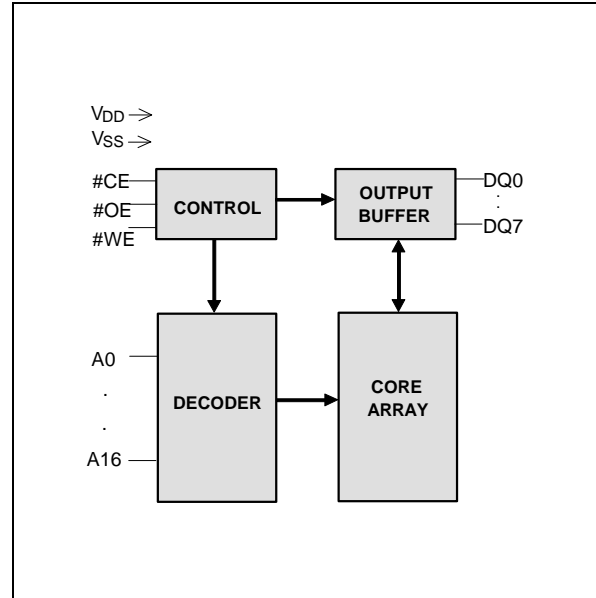 VDD
VSS
#CE
#OE
#WE
CONTROL
OUTPUT
BUFFER
DQ0
.
.
DQ7
A0
.
.
A16
DECODER
CORE
ARRAY